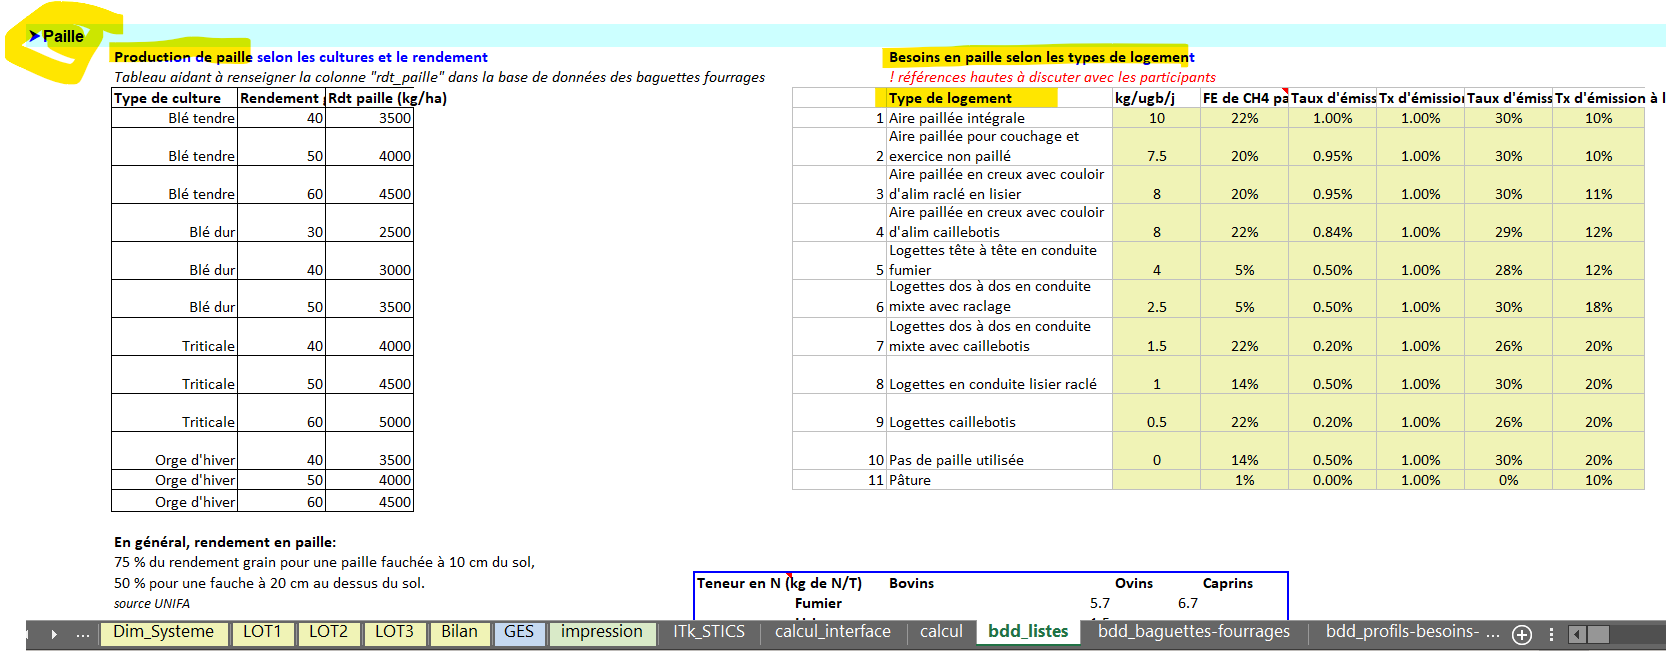 ➤Paille
Production de paille selon les cultures et le rendement
Tableau aidant à renseigner la colonne "rdt_paille" dans la base de données des baguettes fourrages
Type de culture Rendement Rdt paille (kg/ha)
Blé tendre 40 3500
Blé tendre 50 4000
Blé tendre 60 4500
Blé dur 30 2500
Blé dur 40 3000
Blé dur 50 3500
Triticale 40 4000
Triticale 50 4500
Triticale 60 5000
Orge d'hiver 40 3500
Orge d'hiver 50 4000
Orge d'hiver 60 4500
En général, rendement en paille:
75 % du rendement grain pour une paille fauchée à 10 cm du sol,
50 % pour une fauche à 20 cm au dessus du sol.
source UNIFA
Besoins en paille selon les types de logement
! références hautes à discuter avec les participants
Type de logement kg/ugb/j FE de CH4 pa Taux d'émiss Tx d'émission Taux d'émiss Tx d'émission à l
1 Aire paillée intégrale 10 22% 1.00% 1.00% 30% 10%
Aire paillée pour couchage et
2 exercice non paillé 7.5 20% 0.95% 1.00% 30% 10%
Aire paillée en creux avec couloir
3 d'alim raclé en lisier 8 20% 0.95% 1.00% 30% 11%
Aire paillée en creux avec couloir
4 d'alim caillebotis 8 22% 0.84% 1.00% 29% 12%
Logettes tête à tête en conduite
5 fumier 4 5% 0.50% 1.00% 28% 12%
Logettes dos à dos en conduite
6 mixte avec raclage 2.5 5% 0.50% 1.00% 30% 18%
Logettes dos à dos en conduite
7 mixte avec caillebotis 1.5 22% 0.20% 1.00% 26% 20%
8 Logettes en conduite lisier raclé 1 14% 0.50% 1.00% 30% 20%
9 Logettes caillebotis 0.5 22% 0.20% 1.00% 26% 20%
10 Pas de paille utilisée 0 14% 0.50% 1.00% 30% 20%
11 Pâture 1% 0.00% 1.00% 0% 10%
Teneur en N (kg de N/T) Bovins Ovins Caprins
Fumier 5.7 6.7
... Dim_Systeme LOT1 LOT2 LOT3 Bilan GES impression ITk_STICS calcul_interface calcul bdd_listes bdd_baguettes-fourrages bdd_profils-besoins- ...